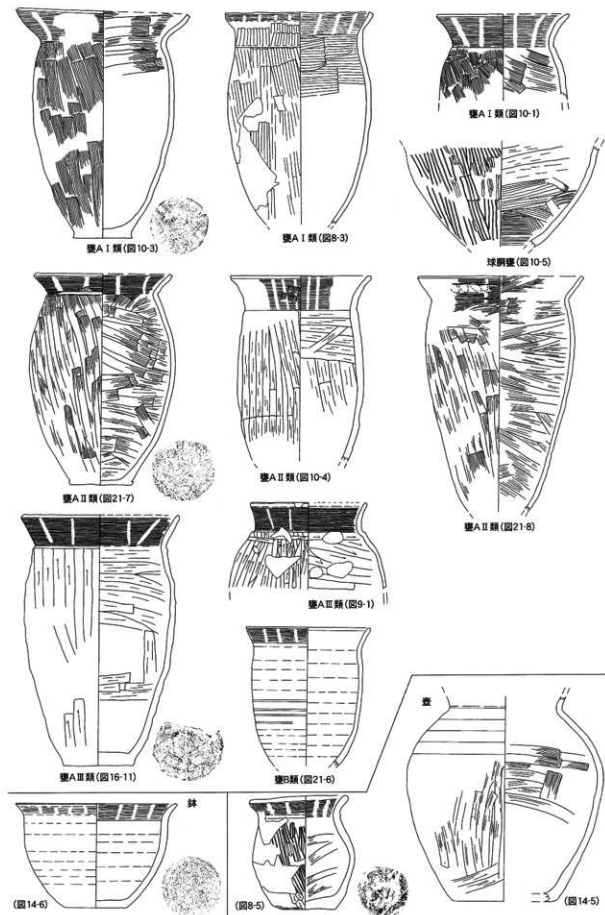 甕AⅠ類(図10-3)
甕AⅠ類(図8-3)
甕AⅠ類(図10-1)
球胴甕(図10-5)
甕AⅡ類(図21-7)
甕AⅡ類(図10-4)
甕AⅡ類(図21-8)
甕AⅢ類(図16-11)
甕AⅢ類(図9-1)
甕B類(図21-6)
壺
(図14-5)
鉢
(図14-6)
(図8-5)